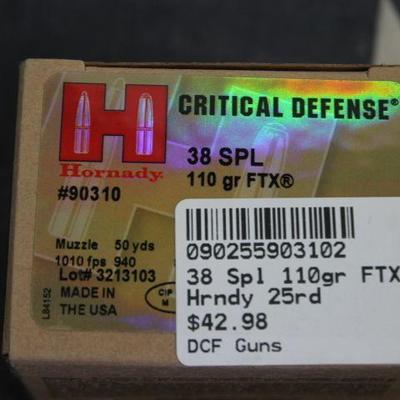 Hornady.
CRITICAL DEFENSE®
38 SPL
110 gr FTX®
#90310
Muzzle 50 yds
1010 fps 940
Lot# 3213103
MADE IN
THE USA
CIP
M
L84152
090255903102
38 Spl 110gr FTX
Hrndy 25rd
$42.98
DCF Guns